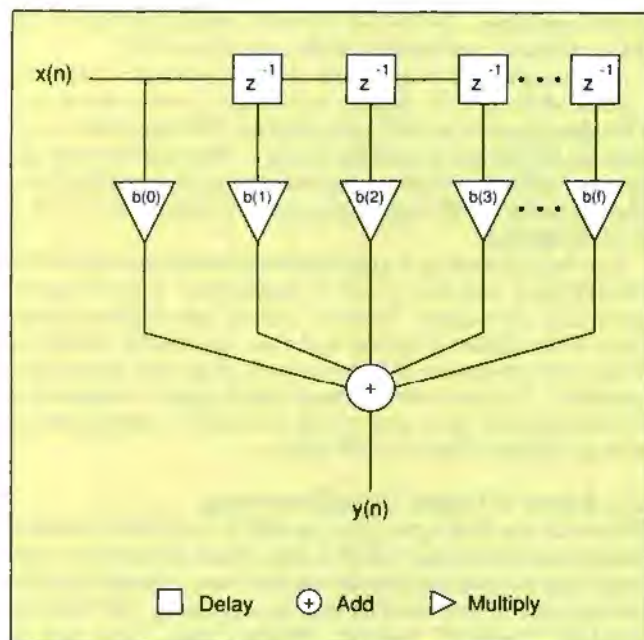 x(n) z⁻¹ z⁻¹ z⁻¹ • • • z⁻¹
b(0) b(1) b(2) b(3) • • • b(f)
+
y(n)
Delay + Add Multiply